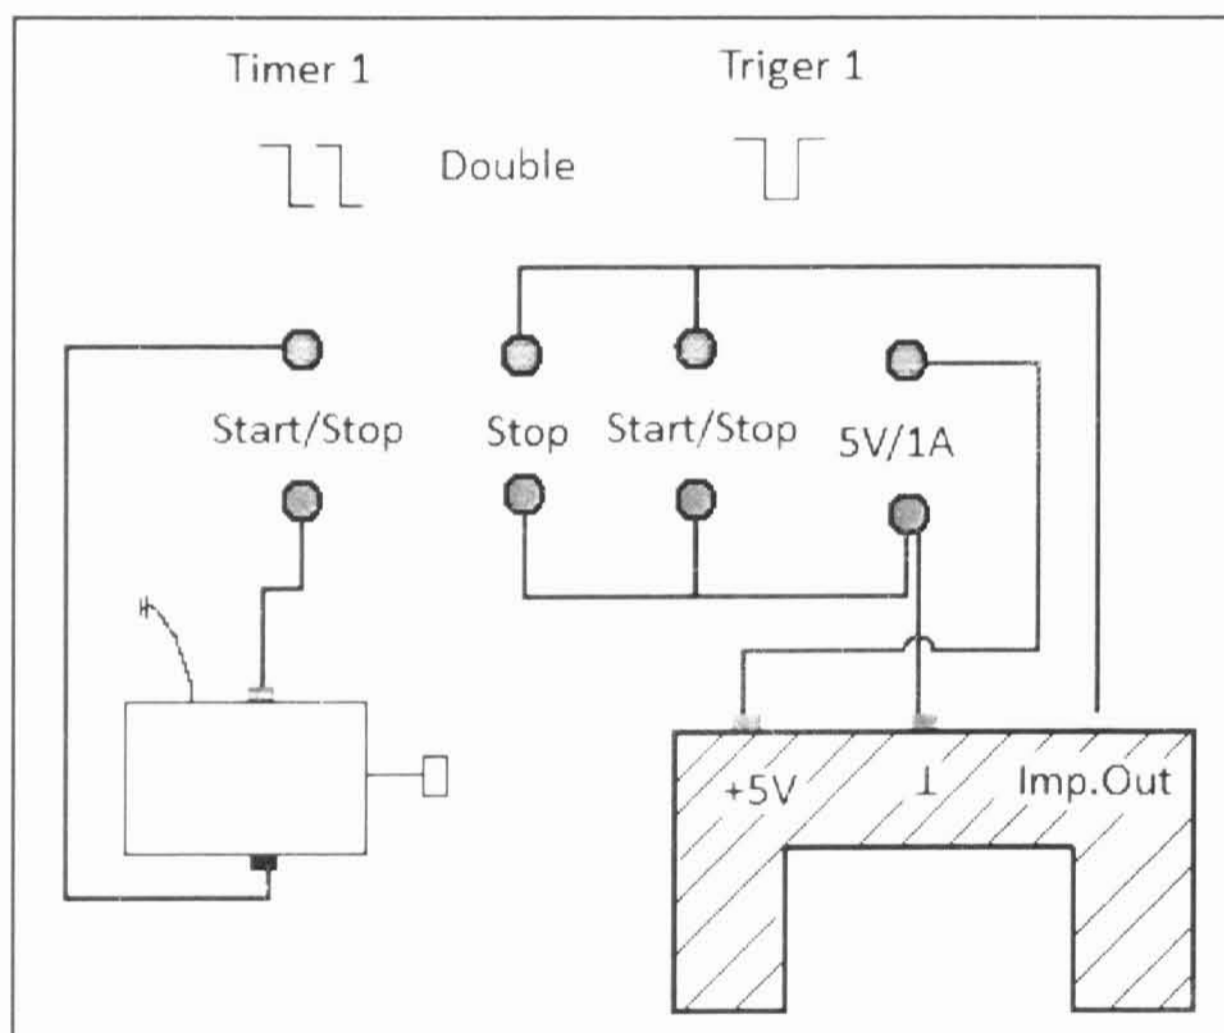 Timer 1
Triger 1
Double
Start/Stop
Stop
Start/Stop
5V/1A
+5V
⊥
Imp.Out